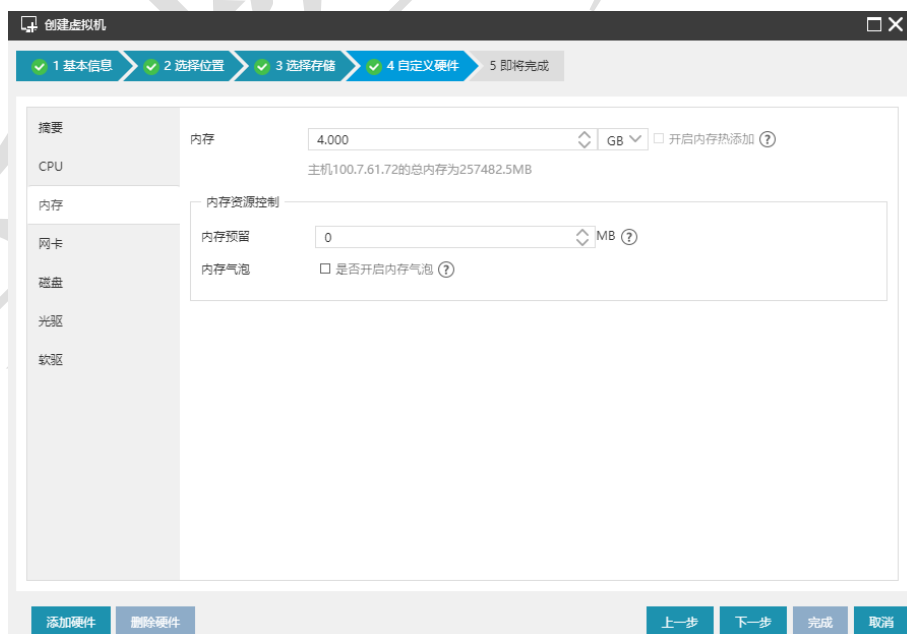 创建虚拟机
1 基本信息 2 选择位置 3 选择存储 4 自定义硬件 5 即将完成
摘要
CPU
内存
网卡
磁盘
光驱
软驱
内存 4.000 GB 开启内存热添加 ?
主机100.7.61.72的总内存为257482.5MB
内存资源控制
内存预留 0 MB ?
内存气泡 是否开启内存气泡 ?
添加硬件 删除硬件 上一步 下一步 完成 取消